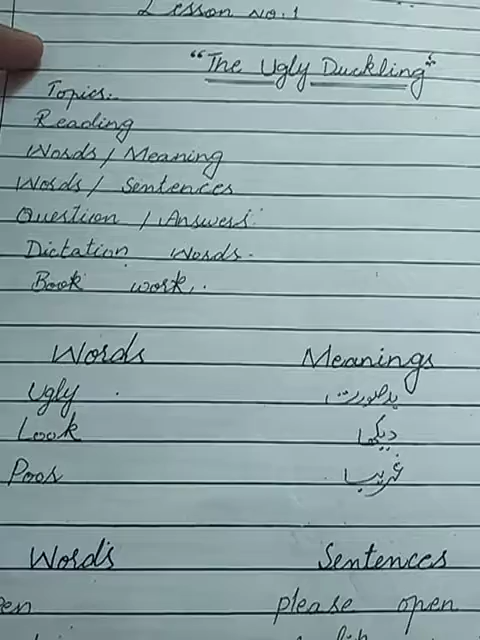 Lesson No. 1
"The Ugly Duckling"
Topics:
Reading
Words / Meaning
Words / Sentences
Question / Answers
Dictation Words.
Book work.
Words Meanings
Ugly بدصورت
Look دیکھا
Poor غریب
Words Sentences
please open